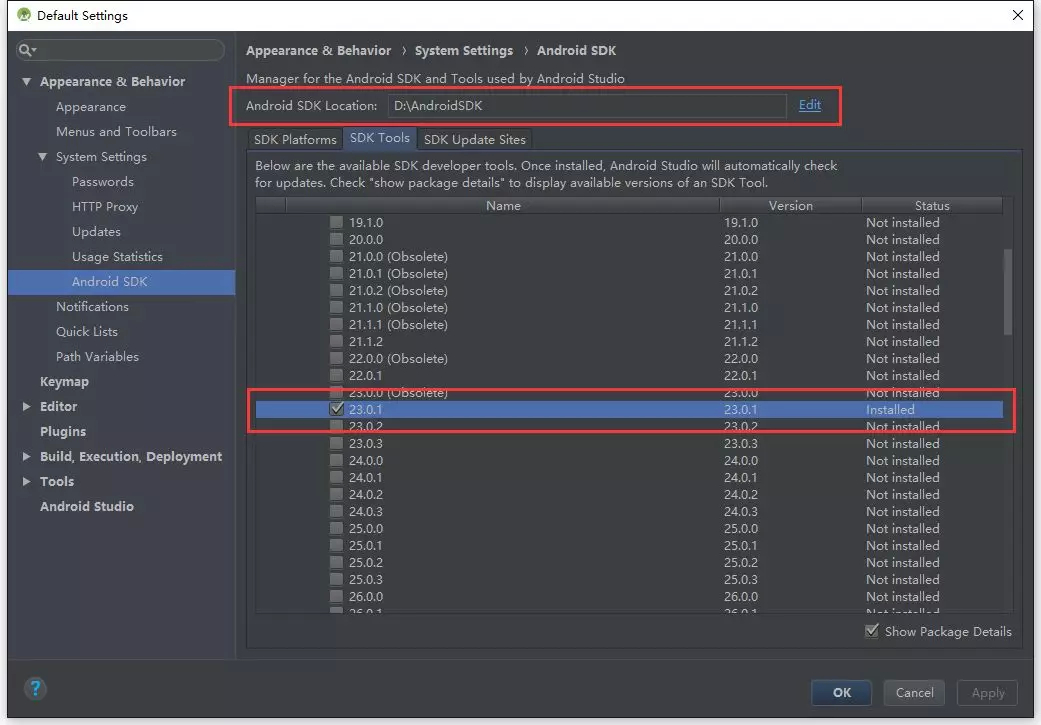 Default Settings
Appearance & Behavior
Appearance
Menus and Toolbars
System Settings
Passwords
HTTP Proxy
Updates
Usage Statistics
Android SDK
Notifications
Quick Lists
Path Variables
Keymap
Editor
Plugins
Build, Execution, Deployment
Tools
Android Studio
Appearance & Behavior › System Settings › Android SDK
Manager for the Android SDK and Tools used by Android Studio
Android SDK Location: D:\AndroidSDK Edit
SDK Platforms SDK Tools SDK Update Sites
Below are the available SDK developer tools. Once installed, Android Studio will automatically check
for updates. Check "show package details" to display available versions of an SDK Tool.
Name Version Status
19.1.0 19.1.0 Not installed
20.0.0 20.0.0 Not installed
21.0.0 (Obsolete) 21.0.0 Not installed
21.0.1 (Obsolete) 21.0.1 Not installed
21.0.2 (Obsolete) 21.0.2 Not installed
21.1.0 (Obsolete) 21.1.0 Not installed
21.1.1 (Obsolete) 21.1.1 Not installed
21.1.2 21.1.2 Not installed
22.0.0 (Obsolete) 22.0.0 Not installed
22.0.1 22.0.1 Not installed
23.0.0 (Obsolete) 23.0.0 Not installed
23.0.1 23.0.1 Installed
23.0.2 23.0.2 Not installed
23.0.3 23.0.3 Not installed
24.0.0 24.0.0 Not installed
24.0.1 24.0.1 Not installed
24.0.2 24.0.2 Not installed
24.0.3 24.0.3 Not installed
25.0.0 25.0.0 Not installed
25.0.1 25.0.1 Not installed
25.0.2 25.0.2 Not installed
25.0.3 25.0.3 Not installed
26.0.0 26.0.0 Not installed
26.0.1 26.0.1 Not installed
Show Package Details
? OK Cancel Apply